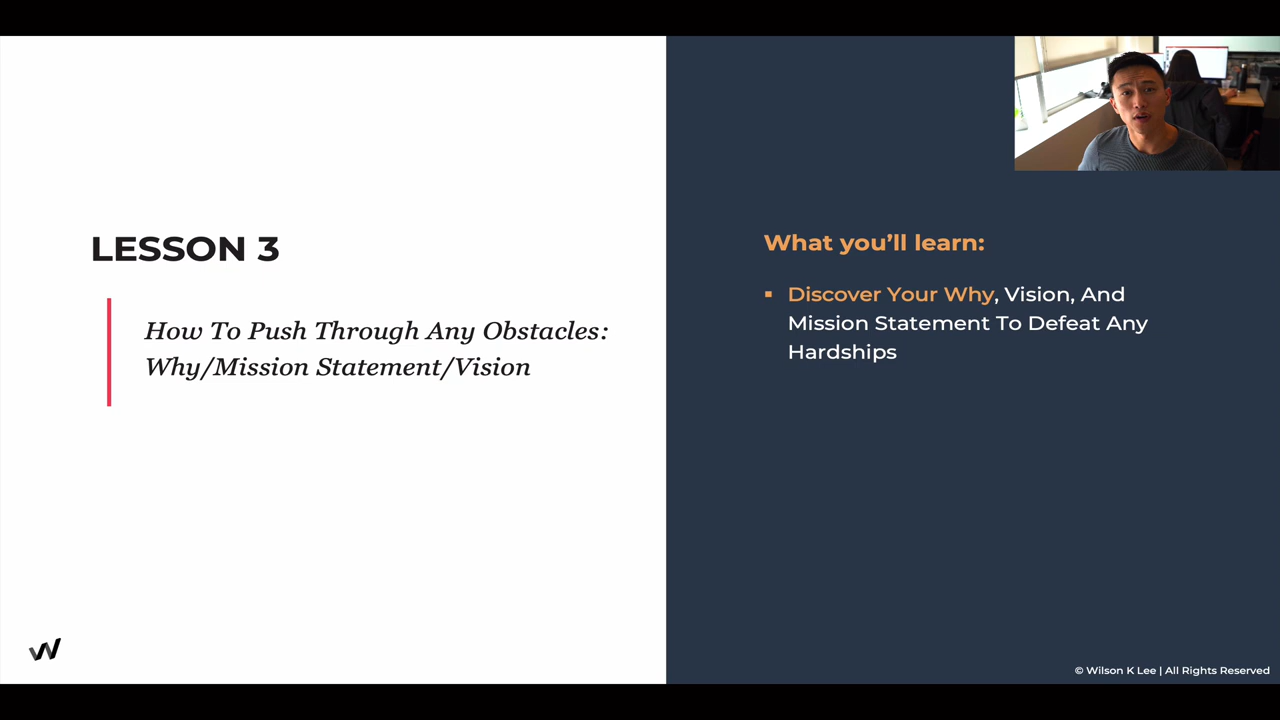 LESSON 3
How To Push Through Any Obstacles:
Why/Mission Statement/Vision
What you’ll learn:
▪ Discover Your Why, Vision, And
Mission Statement To Defeat Any
Hardships
© Wilson K Lee | All Rights Reserved